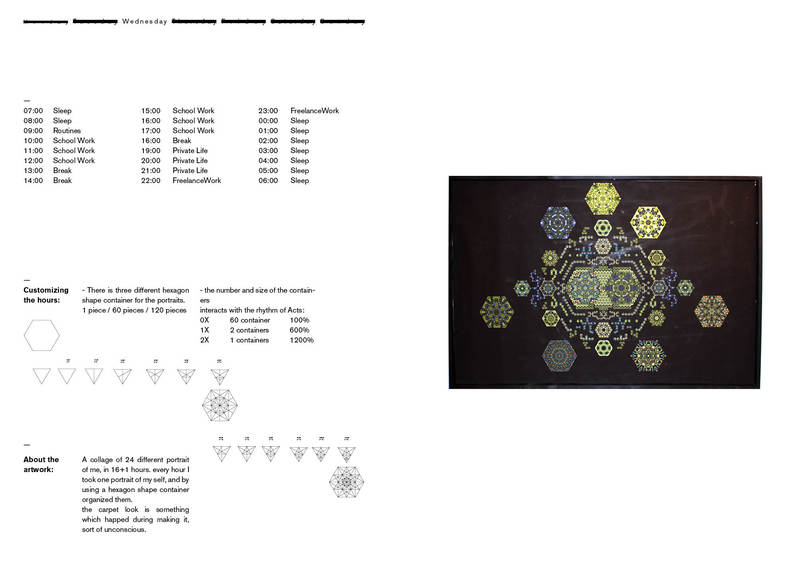 Wednesday
07:00 Sleep
08:00 Sleep
09:00 Routines
10:00 School Work
11:00 School Work
12:00 School Work
13:00 Break
14:00 Break
15:00 School Work
16:00 School Work
17:00 School Work
16:00 Break
19:00 Private Life
20:00 Private Life
21:00 Private Life
22:00 FreelanceWork
23:00 FreelanceWork
00:00 Sleep
01:00 Sleep
02:00 Sleep
03:00 Sleep
04:00 Sleep
05:00 Sleep
06:00 Sleep
Customizing
the hours:
- There is three different hexagon
shape container for the portraits.
1 piece / 60 pieces / 120 pieces
- the number and size of the contain-
ers
interacts with the rhythm of Acts:
0X 60 container 100%
1X 2 containers 600%
2X 1 containers 1200%
About the
artwork:
A collage of 24 different portrait
of me, in 16+1 hours. every hour I
took one portrait of my self, and by
using a hexagon shape container
organized them.
the carpet look is something
which happed during making it,
sort of unconscious.